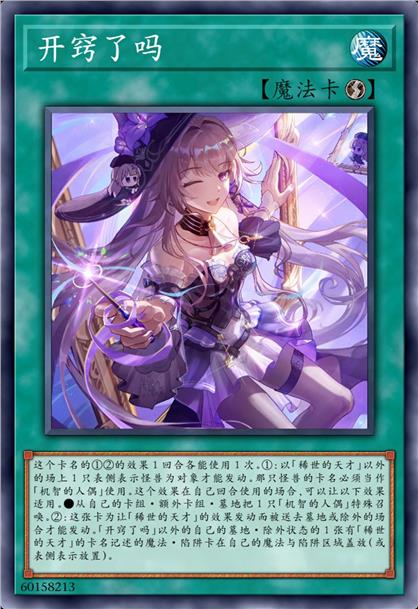 开窍了吗
魔
【魔法卡】
这个卡名的①②的效果1回合各能使用1次。①:以「稀世的天才」以外
的场上1只表侧表示怪兽为对象才能发动。那只怪兽的卡名必须当作
「机智的人偶」使用。这个效果在自己回合使用的场合,可以让以下效果
适用。●从自己的卡组·额外卡组·墓地把1只「机智的人偶」特殊召
唤。②:这张卡为让「稀世的天才」的效果发动而被送去墓地或除外的场
合才能发动。「开窍了吗」以外的自己的墓地·除外状态的1张有「稀世
的天才」的卡名记述的魔法·陷阱卡在自己的魔法与陷阱区域盖放(或
表侧表示放置)。
60158213